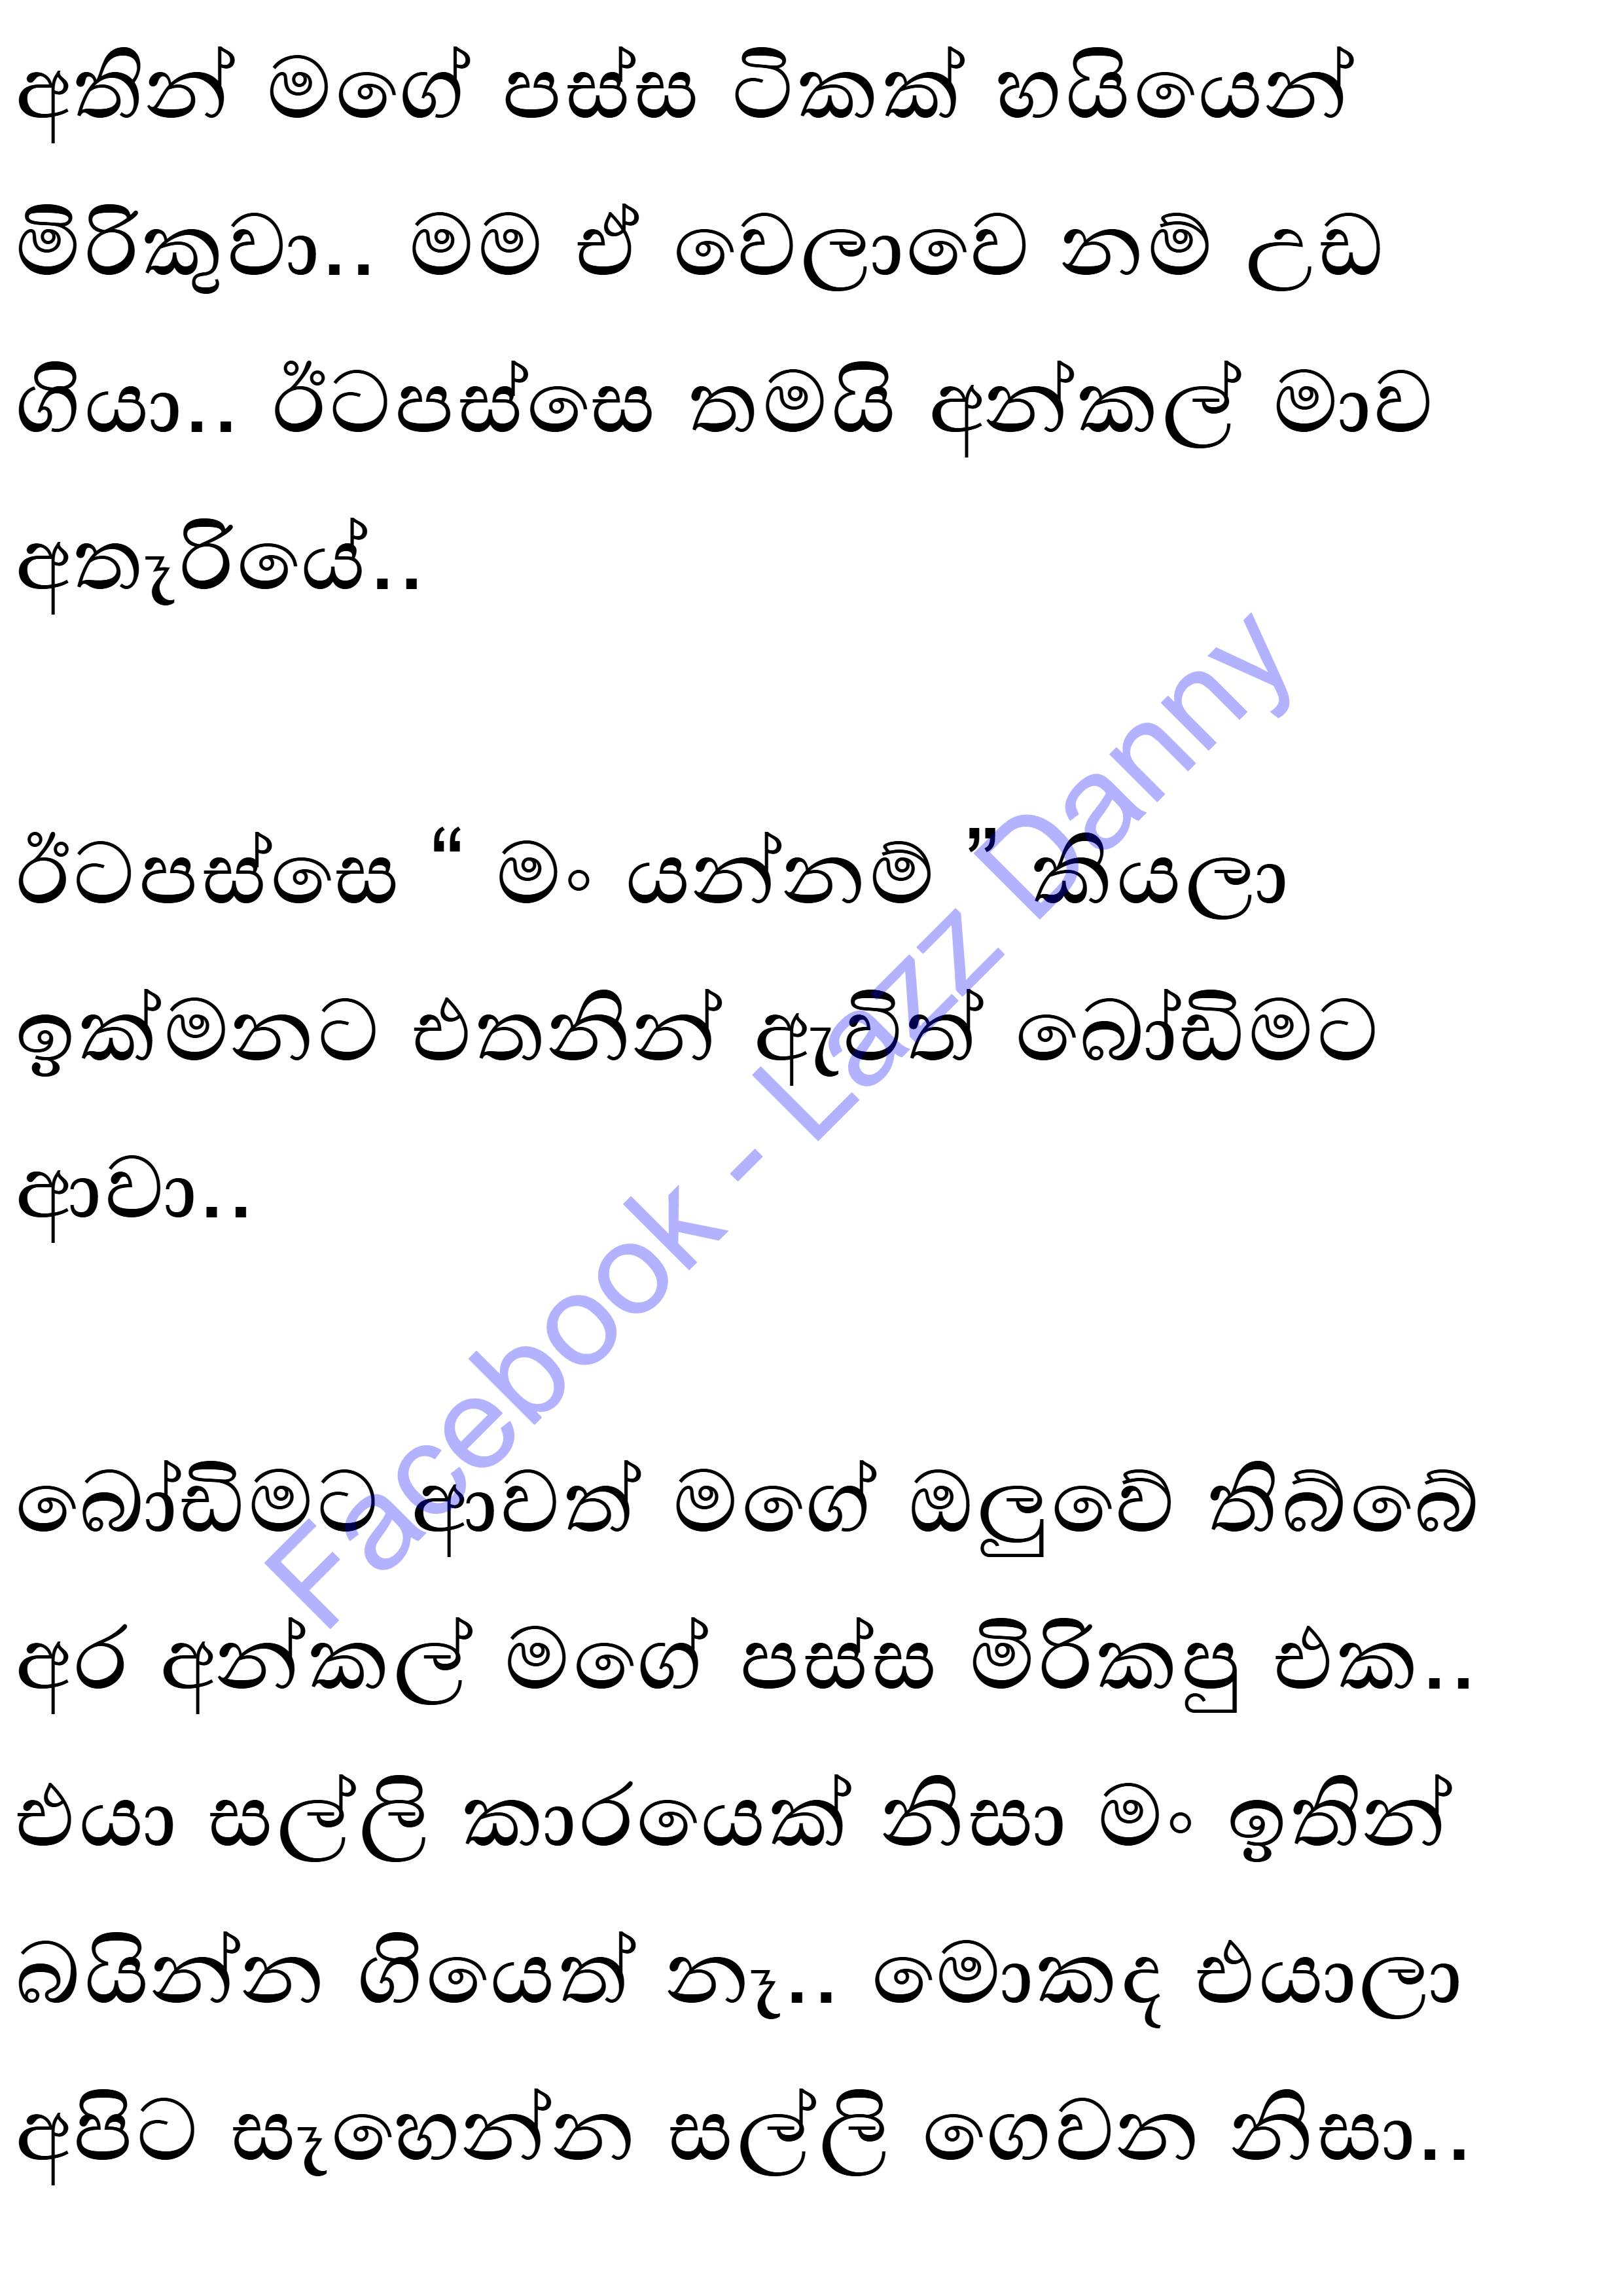 අතින් මගේ පස්ස ටිකක් හයියෙන්
මිරිකුවා.. මම ඒ වෙලාවෙ නම් උඩ
ගියා.. ඊටපස්සෙ තමයි අන්කල් මාව
අතෑරියේ..
ඊටපස්සෙ “ මං යන්නම් ” කියලා
ඉක්මනට එතනින් ඇවිත් බෝඩිමට
ආවා..
බෝඩිමට ආවත් මගේ ඔලුවේ තිබ්බේ
අර අන්කල් මගේ පස්ස මිරිකපු එක..
එයා සල්ලි කාරයෙක් නිසා මං ඉතින්
බයින්න ගියෙත් නෑ.. මොකද එයාලා
අපිට සෑහෙන්න සල්ලි ගෙවන නිසා..
Facebook - Lazz Danny